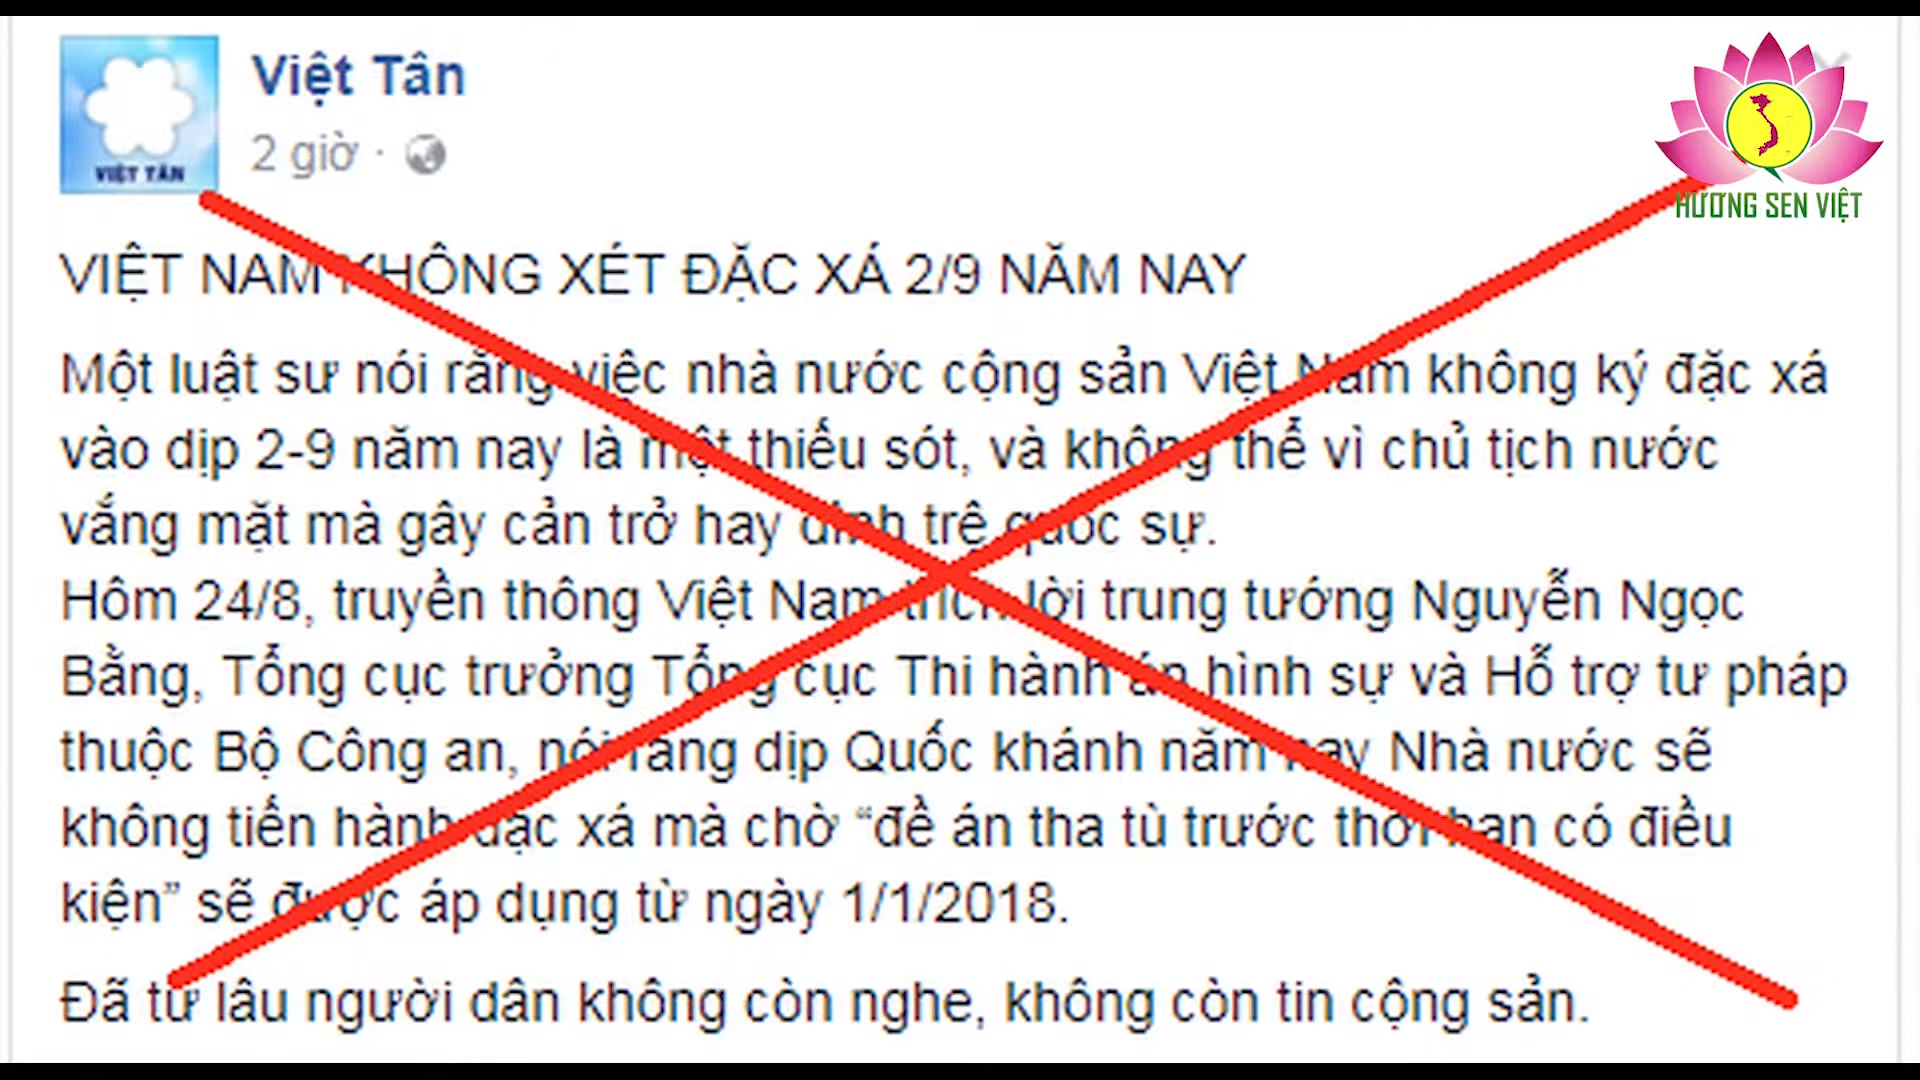 Việt Tân
2 giờ ·
VIỆT TÂN
HƯƠNG SEN VIỆT
VIỆT NAM KHÔNG XÉT ĐẶC XÁ 2/9 NĂM NAY
Một luật sư nói rằng việc nhà nước cộng sản Việt Nam không ký đặc xá
vào dịp 2-9 năm nay là một thiếu sót, và không thể vì chủ tịch nước
vắng mặt mà gây cản trở hay đình trệ quốc sự.
Hôm 24/8, truyền thông Việt Nam trích lời trung tướng Nguyễn Ngọc
Bằng, Tổng cục trưởng Tổng cục Thi hành án hình sự và Hỗ trợ tư pháp
thuộc Bộ Công an, nói rằng dịp Quốc khánh năm nay Nhà nước sẽ
không tiến hành đặc xá mà chờ “đề án tha tù trước thời hạn có điều
kiện” sẽ được áp dụng từ ngày 1/1/2018.
Đã từ lâu người dân không còn nghe, không còn tin cộng sản.